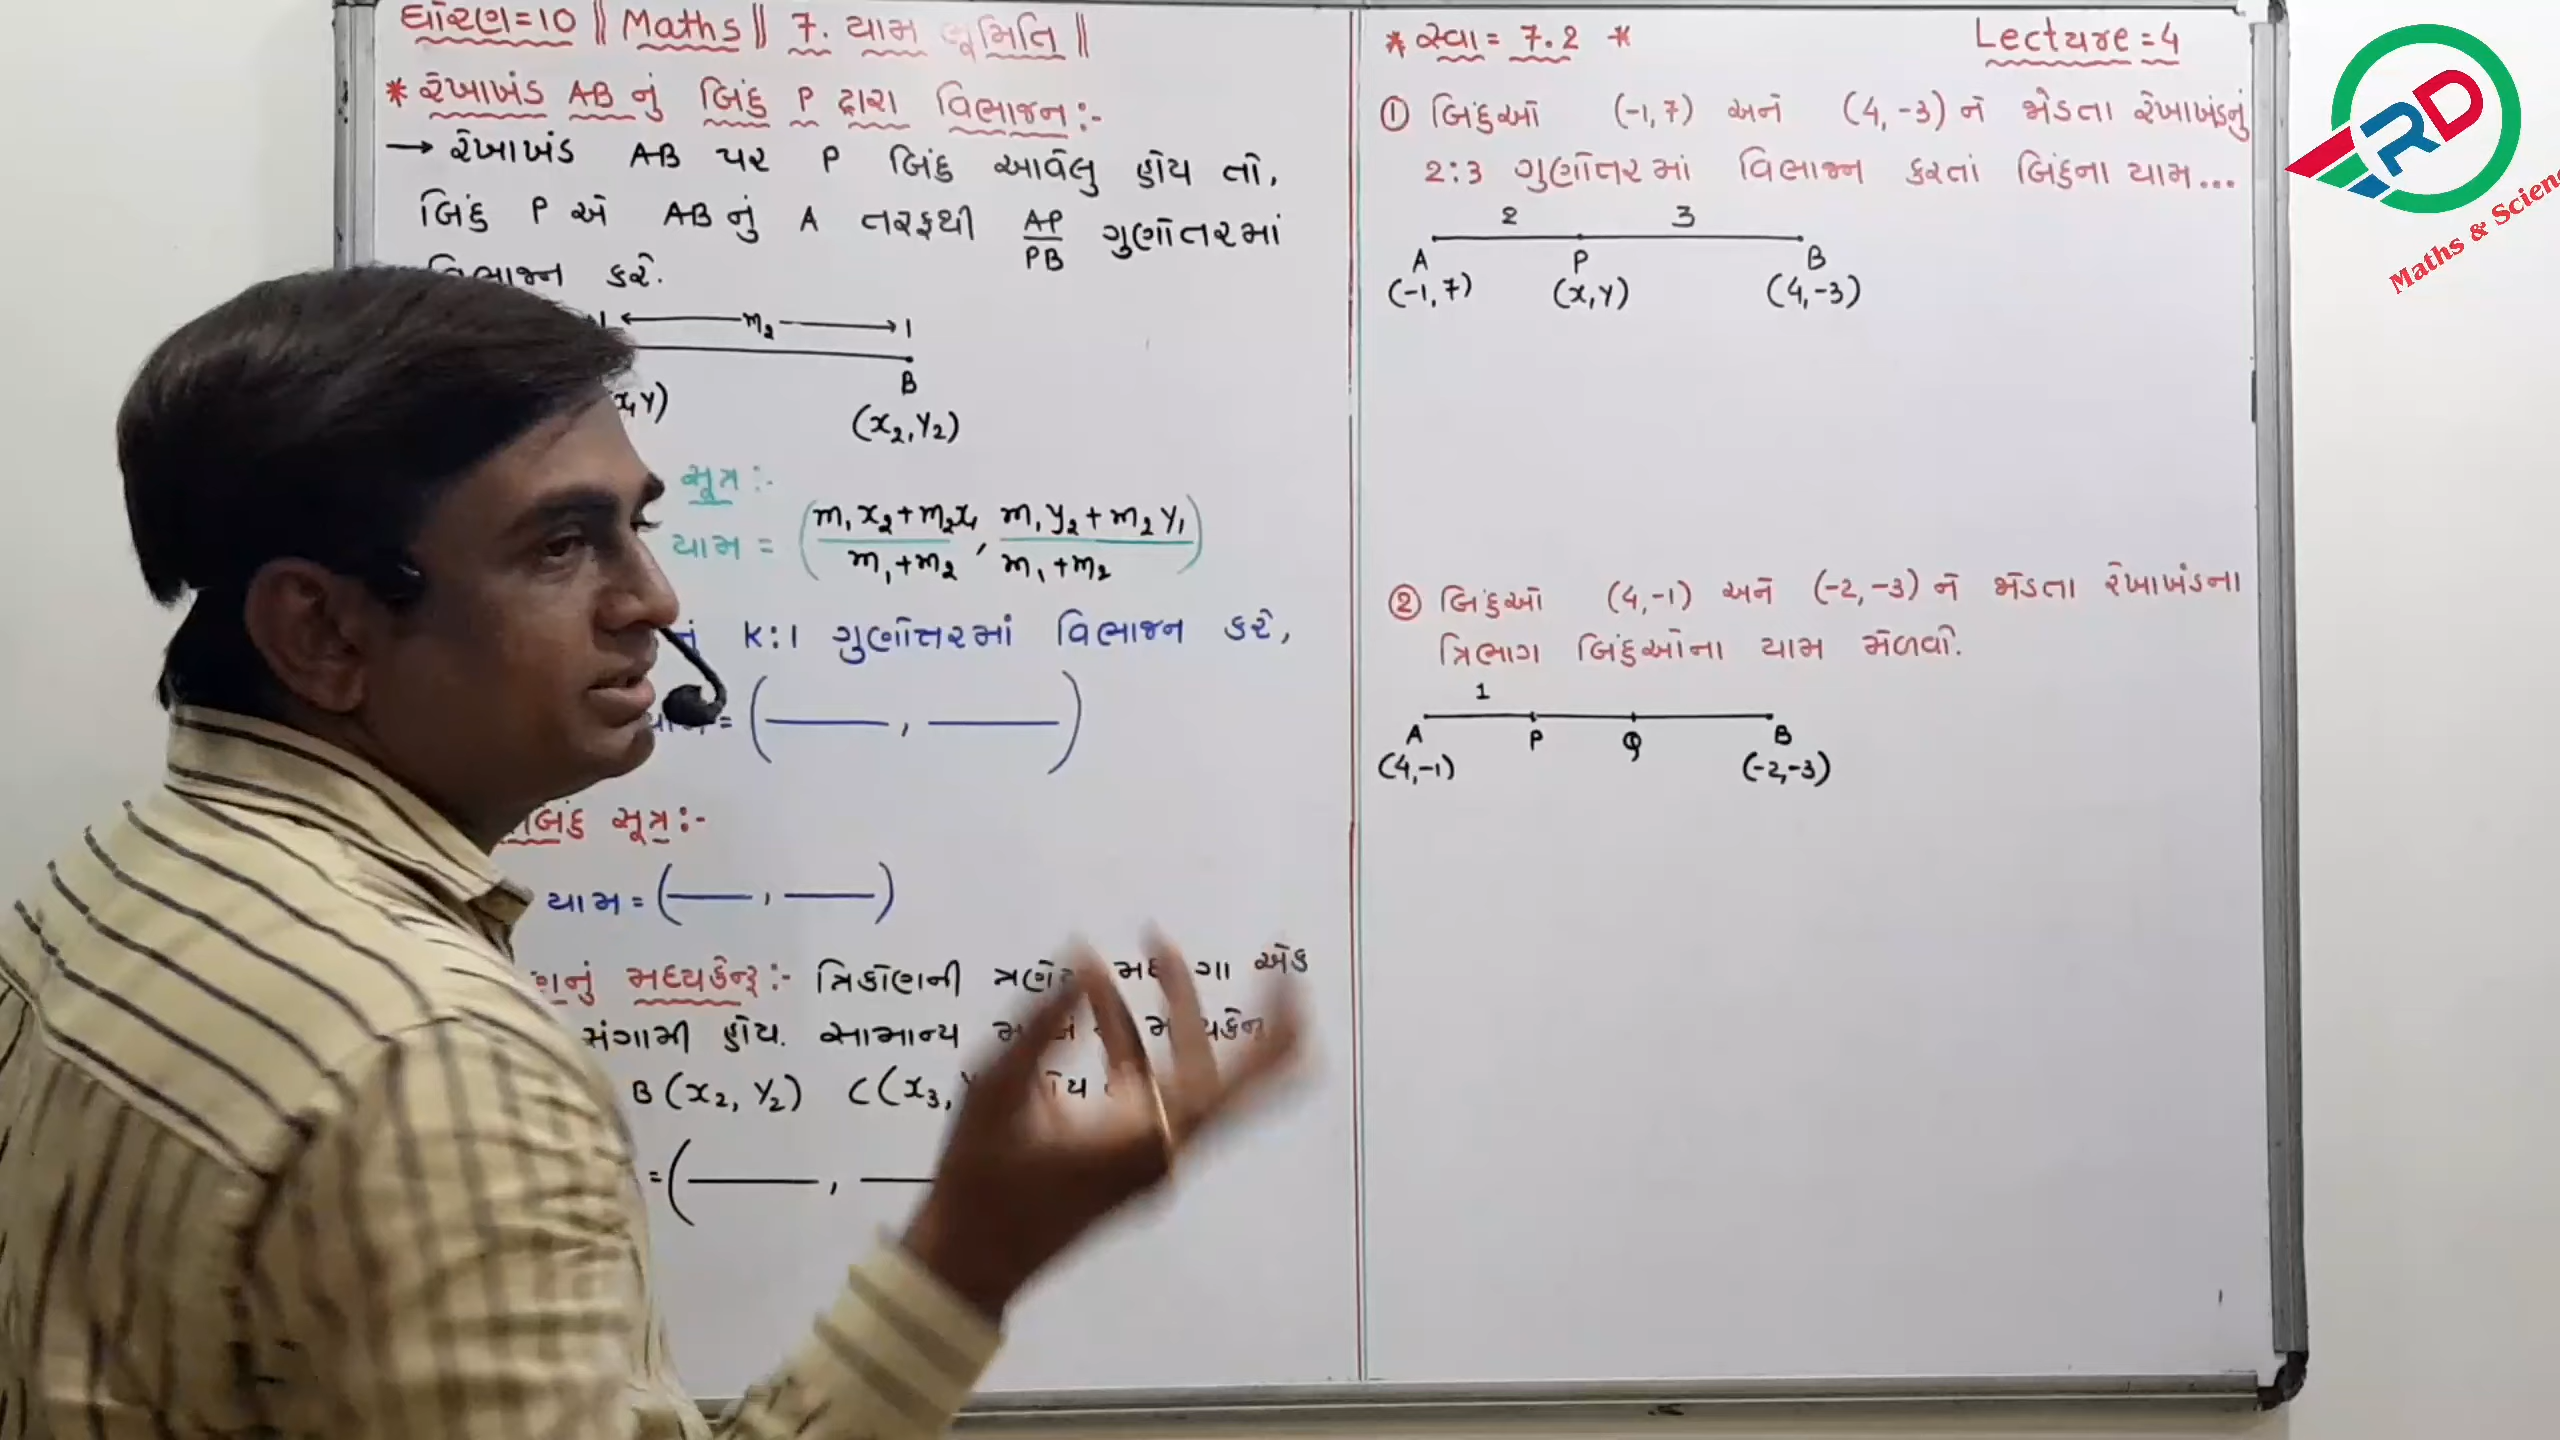 ધોરણ=10 || Maths || 7. યામ ભૂમિતિ ||
* રેખાખંડ AB નું બિંદુ P દ્વારા વિભાજન:-
→ રેખાખંડ AB પર P બિંદુ આવેલુ હોય તો,
બિંદુ P એ AB નું A તરફથી AP/PB ગુણોતરમાં
વિભાજન કરે.
m₂
B
(x₂,y₂)
સૂત્ર:-
યામ = (m₁x₂+m₂x₁/m₁+m₂, m₁y₂+m₂y₁/m₁+m₂)
K:1 ગુણોત્તરમાં વિભાજન કરે,
= (—— , ——)
સૂત્ર:-
યામ = (—— , ——)
મધ્યકેન્દ્ર:- ત્રિકોણની એક
સંગામી હોય. સામાન્ય
B(x₂, y₂) C(x₃,
= (—— , ——
* સ્વા = 7.2 *
Lecture = 4
① બિંદુઓ (-1,7) અને (4,-3) ને જોડતા રેખાખંડનું
2:3 ગુણોતરમાં વિભાજન કરતાં બિંદુના યામ...
2 3
A P B
(-1,7) (x,y) (4,-3)
② બિંદુઓ (4,-1) અને (-2,-3) ને જોડતા રેખાખંડના
ત્રિભાગ બિંદુઓના યામ મેળવો.
1
A P Q B
(4,-1) (-2,-3)
RD
Maths & Scien